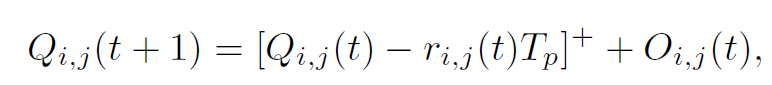 $Q_{i,j}(t+1) = [Q_{i,j}(t) - r_{i,j}(t)T_p]^+ + O_{i,j}(t),$